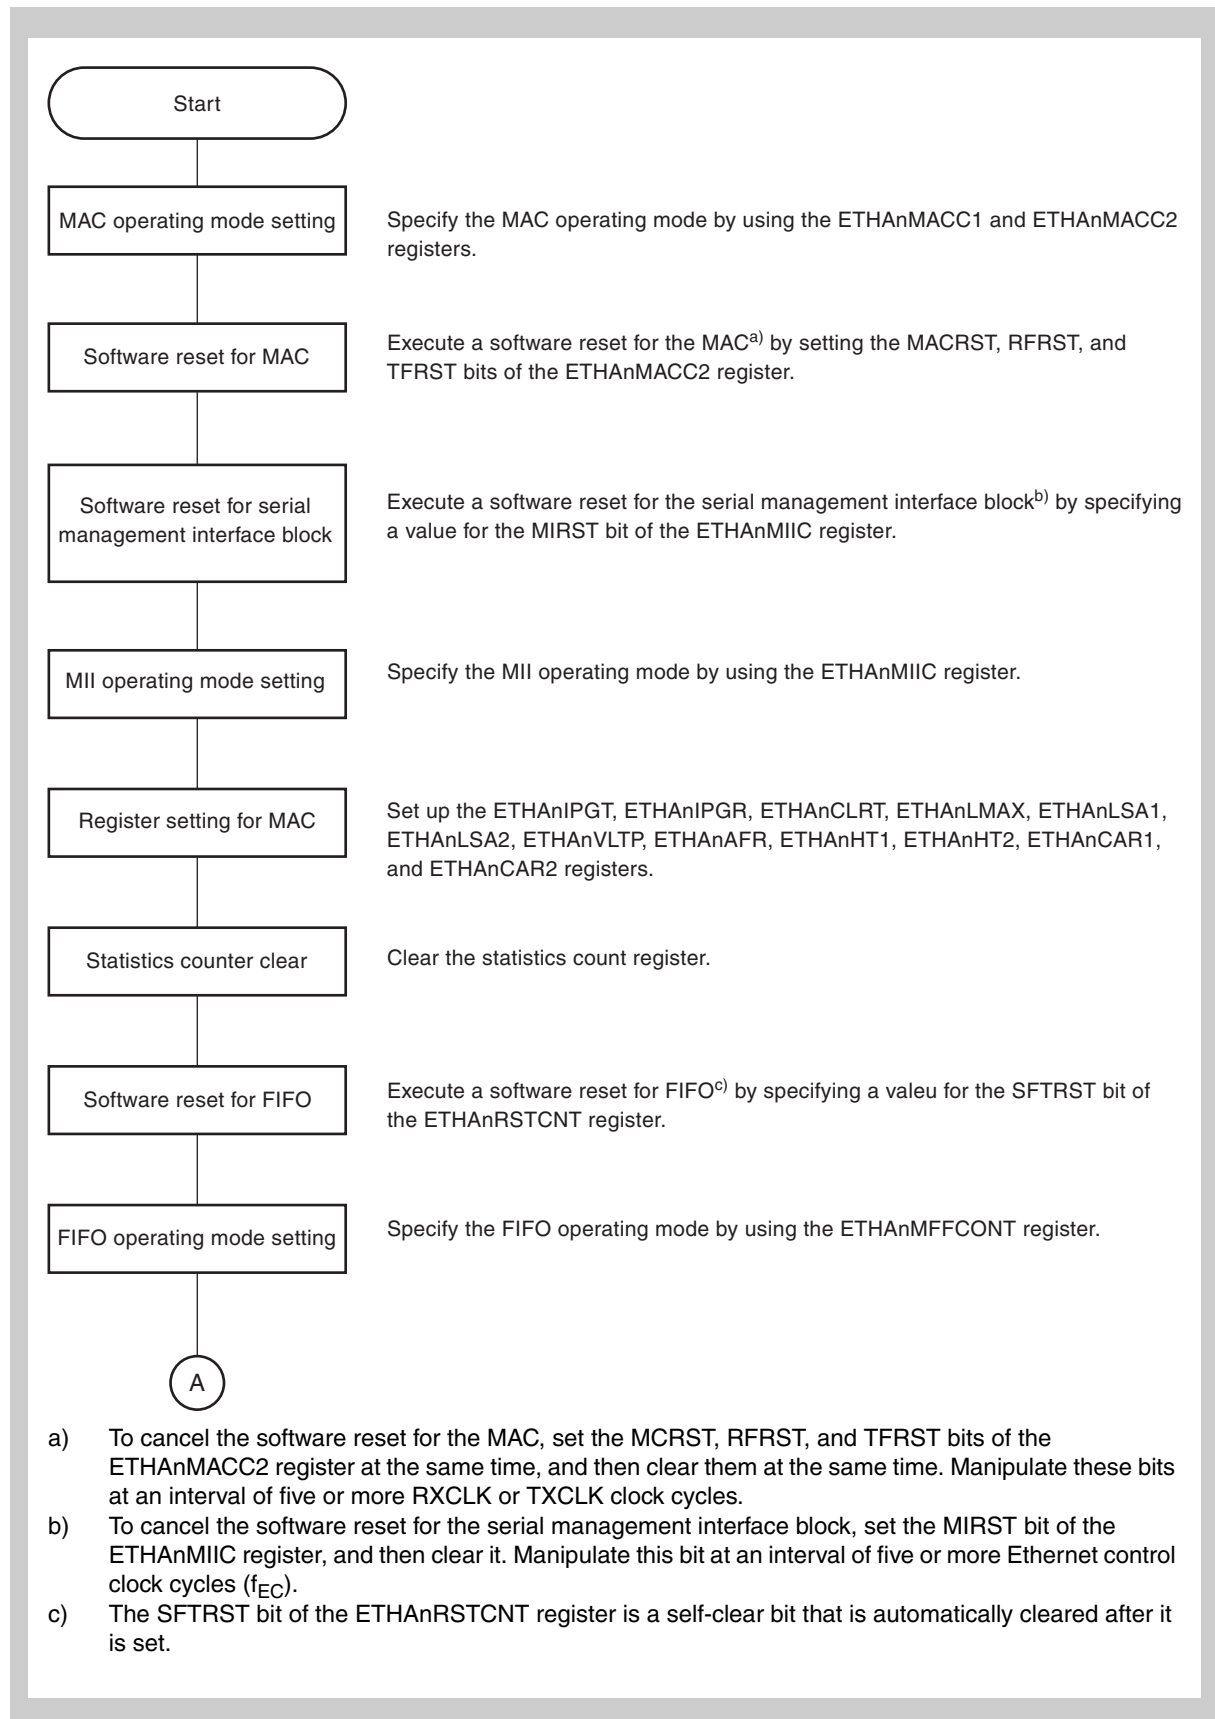 Start
MAC operating mode setting
Specify the MAC operating mode by using the ETHAnMACC1 and ETHAnMACC2
registers.
Software reset for MAC
Execute a software reset for the MACa) by setting the MACRST, RFRST, and
TFRST bits of the ETHAnMACC2 register.
Software reset for serial
management interface block
Execute a software reset for the serial management interface blockb) by specifying
a value for the MIRST bit of the ETHAnMIIC register.
MII operating mode setting
Specify the MII operating mode by using the ETHAnMIIC register.
Register setting for MAC
Set up the ETHAnIPGT, ETHAnIPGR, ETHAnCLRT, ETHAnLMAX, ETHAnLSA1,
ETHAnLSA2, ETHAnVLTP, ETHAnAFR, ETHAnHT1, ETHAnHT2, ETHAnCAR1,
and ETHAnCAR2 registers.
Statistics counter clear
Clear the statistics count register.
Software reset for FIFO
Execute a software reset for FIFOc) by specifying a valeu for the SFTRST bit of
the ETHAnRSTCNT register.
FIFO operating mode setting
Specify the FIFO operating mode by using the ETHAnMFFCONT register.
A
a) To cancel the software reset for the MAC, set the MCRST, RFRST, and TFRST bits of the
ETHAnMACC2 register at the same time, and then clear them at the same time. Manipulate these bits
at an interval of five or more RXCLK or TXCLK clock cycles.
b) To cancel the software reset for the serial management interface block, set the MIRST bit of the
ETHAnMIIC register, and then clear it. Manipulate this bit at an interval of five or more Ethernet control
clock cycles (fEC).
c) The SFTRST bit of the ETHAnRSTCNT register is a self-clear bit that is automatically cleared after it
is set.